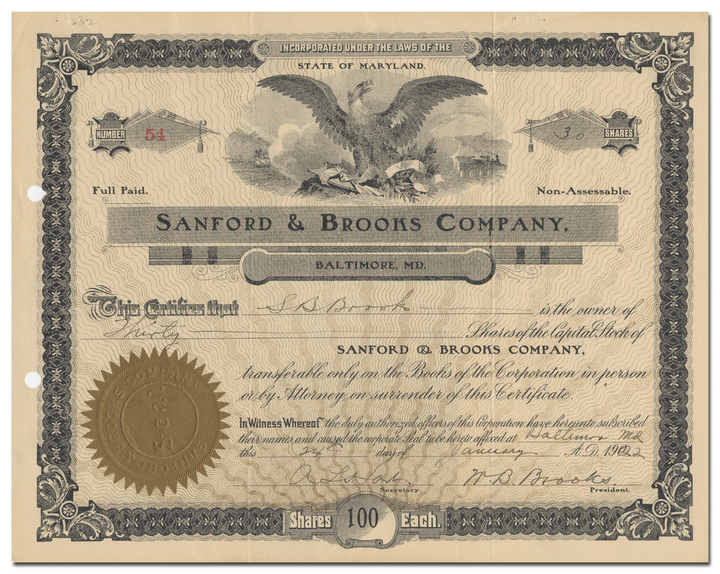 INCORPORATED UNDER THE LAWS OF THE
STATE OF MARYLAND.
NUMBER 54
30 SHARES
Full Paid.
Non-Assessable.
SANFORD & BROOKS COMPANY,
BALTIMORE, MD.
This Certifies that S B Brooks is the owner of
Thirty Shares of the Capital Stock of
SANFORD & BROOKS COMPANY,
transferable only on the Books of the Corporation in person
or by Attorney on surrender of this Certificate.
In Witness Whereof the duly authorized officers of this Corporation have hereunto subscribed
their names and caused the corporate Seal to be hereto affixed at Baltimore Md
this 24th day of January A.D. 1922
W. B. Brooks
Secretary.
President.
Shares 100 Each.